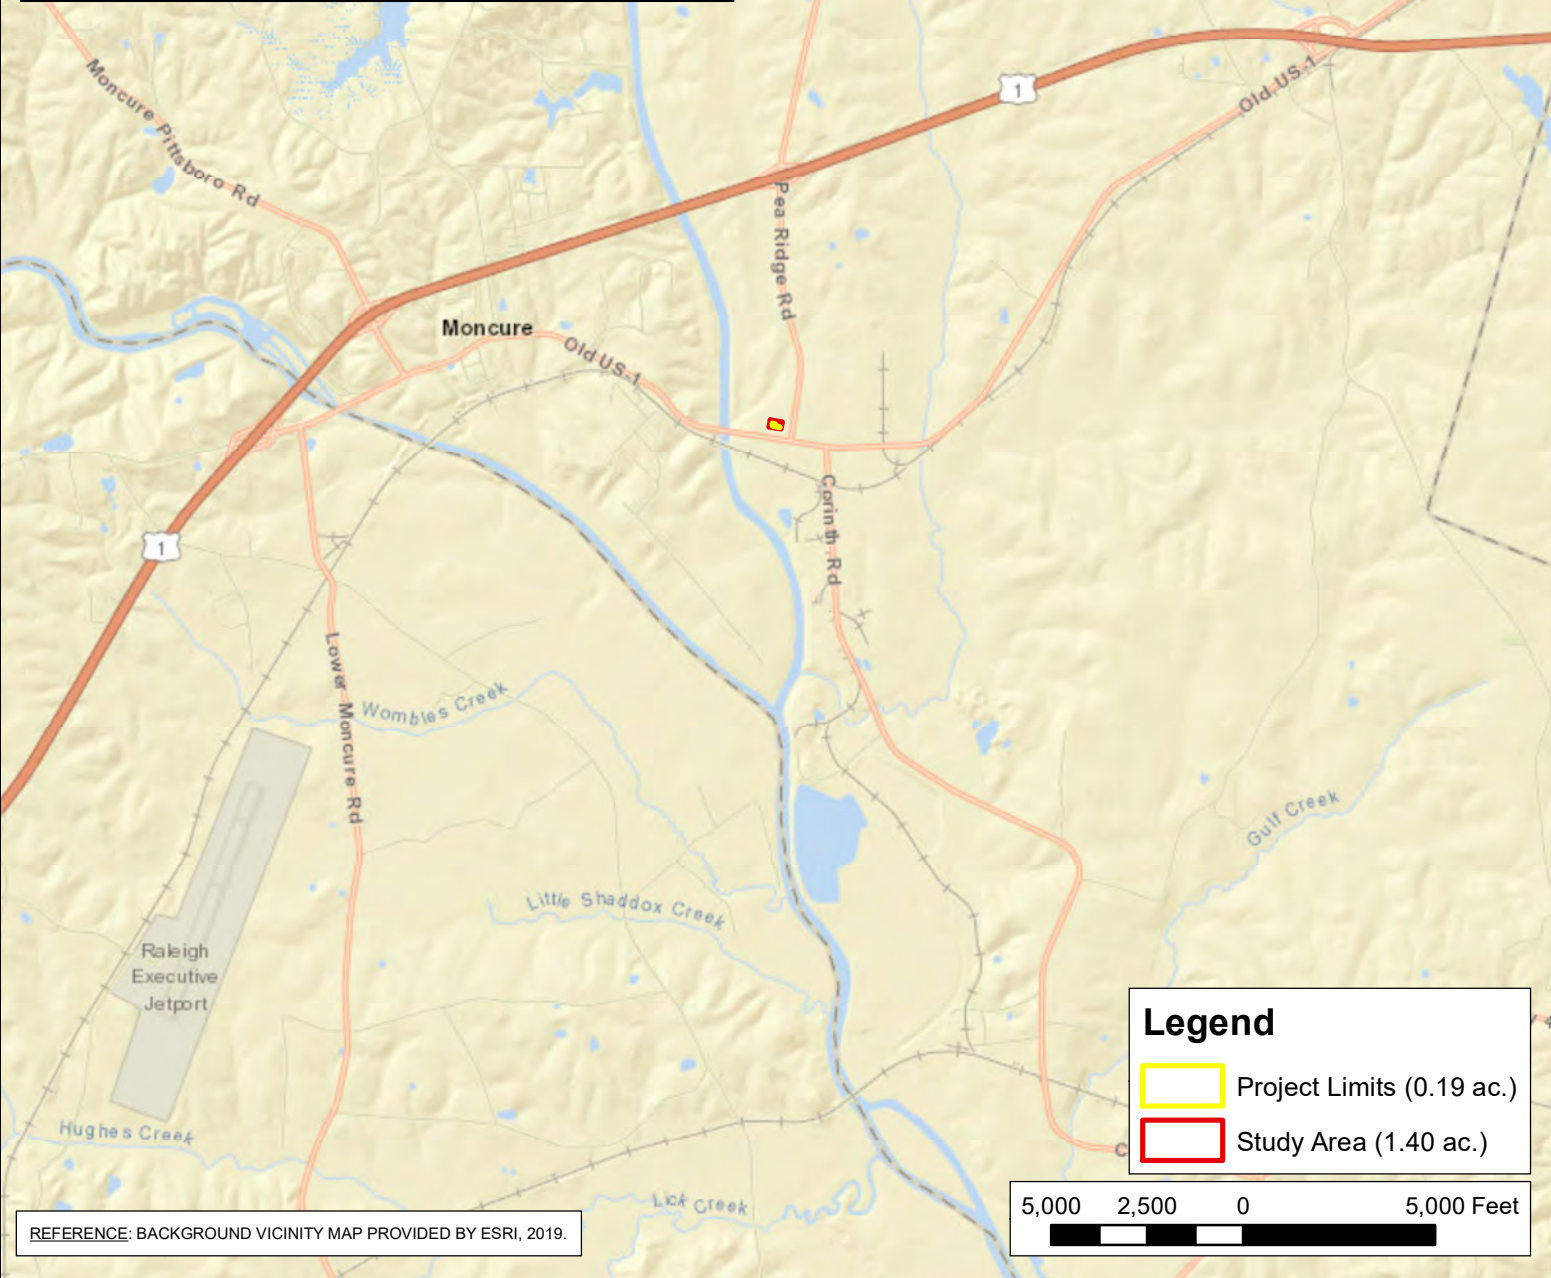 Moncure Pittsboro Rd
1
Old US-1
Pea Ridge Rd
Moncure
Old US-1
Corinth Rd
1
Lower Moncure Rd
Wombles Creek
Gulf Creek
Little Shaddox Creek
Raleigh
Executive
Jetport
Hughes Creek
Lick Creek
C
Legend
Project Limits (0.19 ac.)
Study Area (1.40 ac.)
5,000 2,500 0 5,000 Feet
REFERENCE: BACKGROUND VICINITY MAP PROVIDED BY ESRI, 2019.